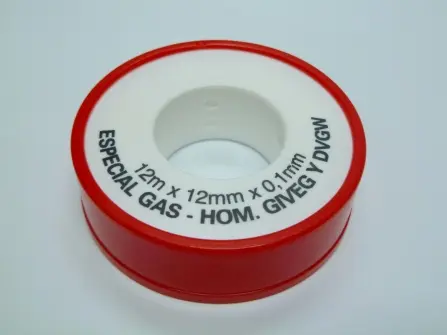 12m x 12mm x 0,1mm
ESPECIAL GAS - HOM. GIVEG Y DVGW